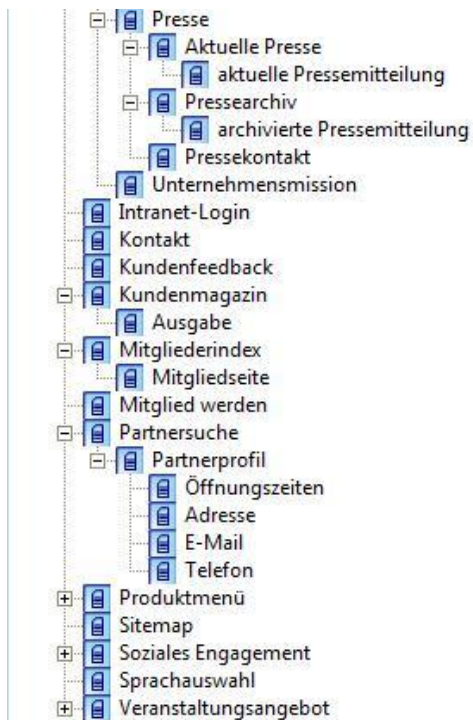 Presse
Aktuelle Presse
aktuelle Pressemitteilung
Pressearchiv
archivierte Pressemitteilung
Pressekontakt
Unternehmensmission
Intranet-Login
Kontakt
Kundenfeedback
Kundenmagazin
Ausgabe
Mitgliederindex
Mitgliedseite
Mitglied werden
Partnersuche
Partnerprofil
Öffnungszeiten
Adresse
E-Mail
Telefon
Produktmenü
Sitemap
Soziales Engagement
Sprachauswahl
Veranstaltungsangebot